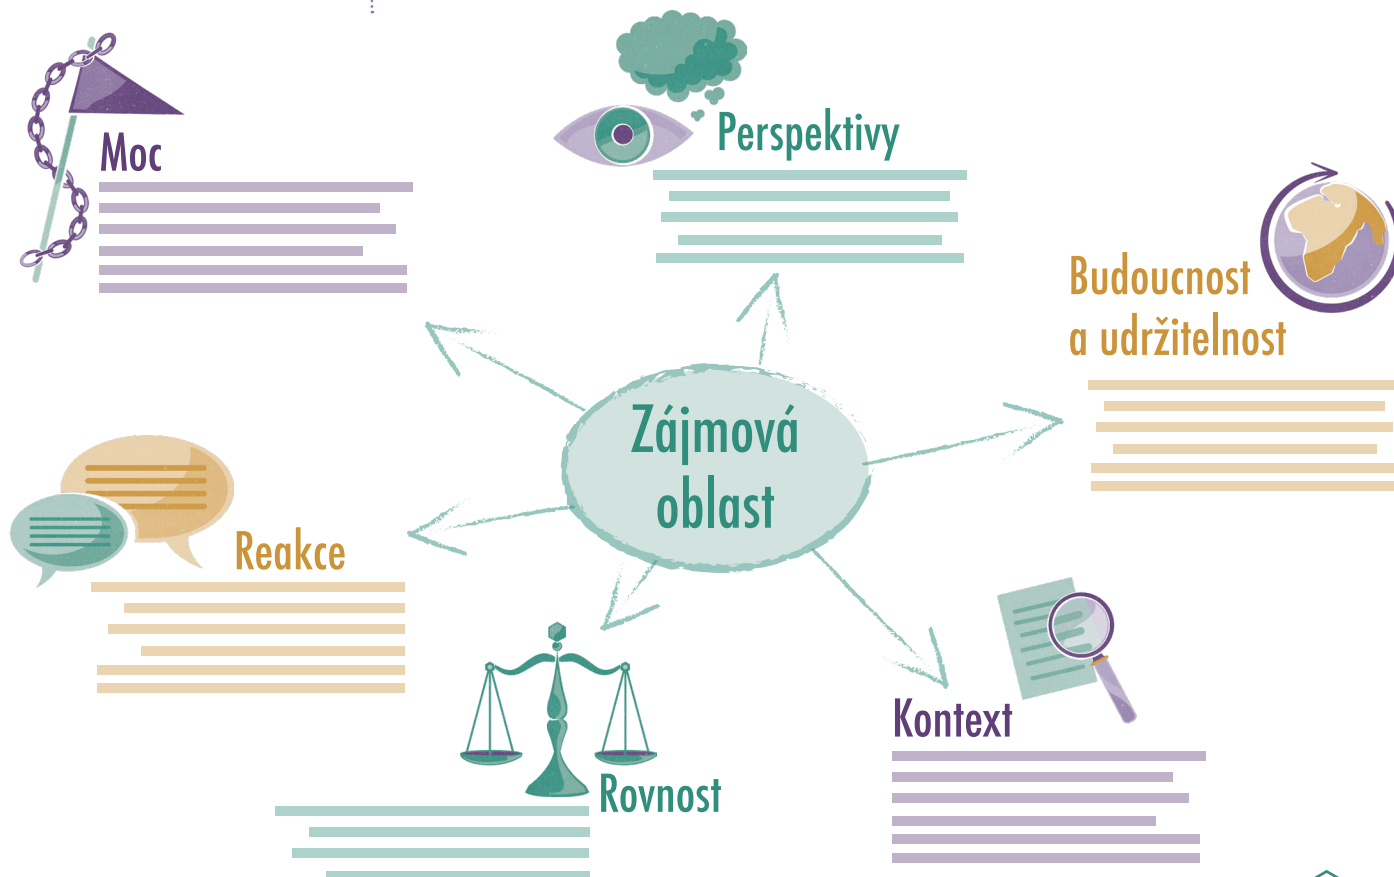 Moc
Perspektivy
Budoucnost
a udržitelnost
Zájmová
oblast
Reakce
Kontext
Rovnost